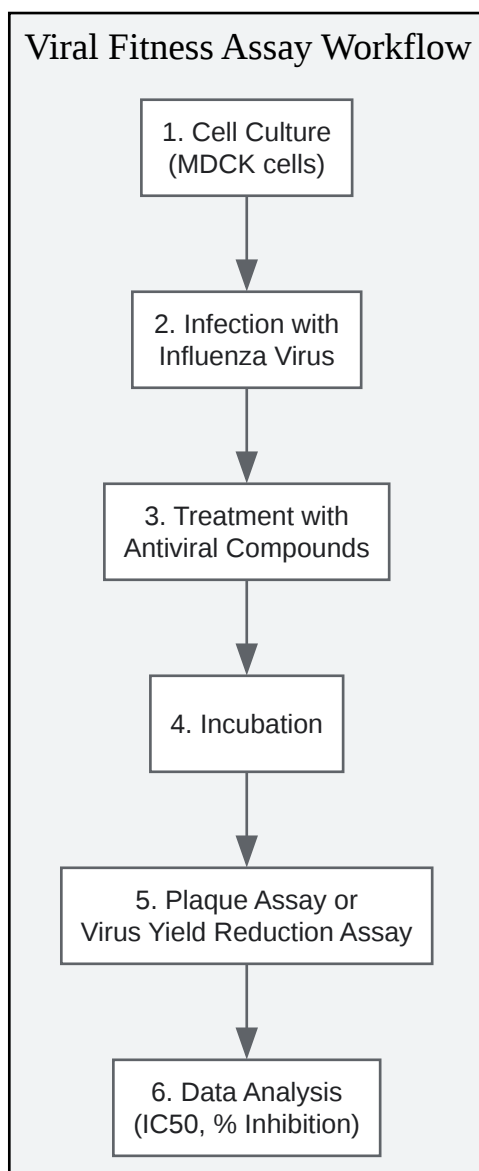 Viral Fitness Assay Workflow
1. Cell Culture
(MDCK cells)
2. Infection with
Influenza Virus
3. Treatment with
Antiviral Compounds
4. Incubation
5. Plaque Assay or
Virus Yield Reduction Assay
6. Data Analysis
(IC50, % Inhibition)